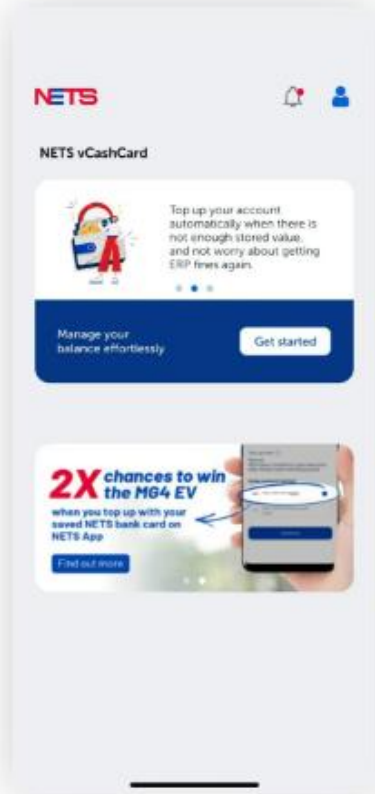 NETS
NETS vCashCard
Top up your account
automatically when there is
not enough stored value,
and not worry about getting
ERP fines again.
A
Manage your
balance effortlessly
Get started
2X chances to win
the MG4 EV
when you top up with your
saved NETS bank card on
NETS App
Find out more